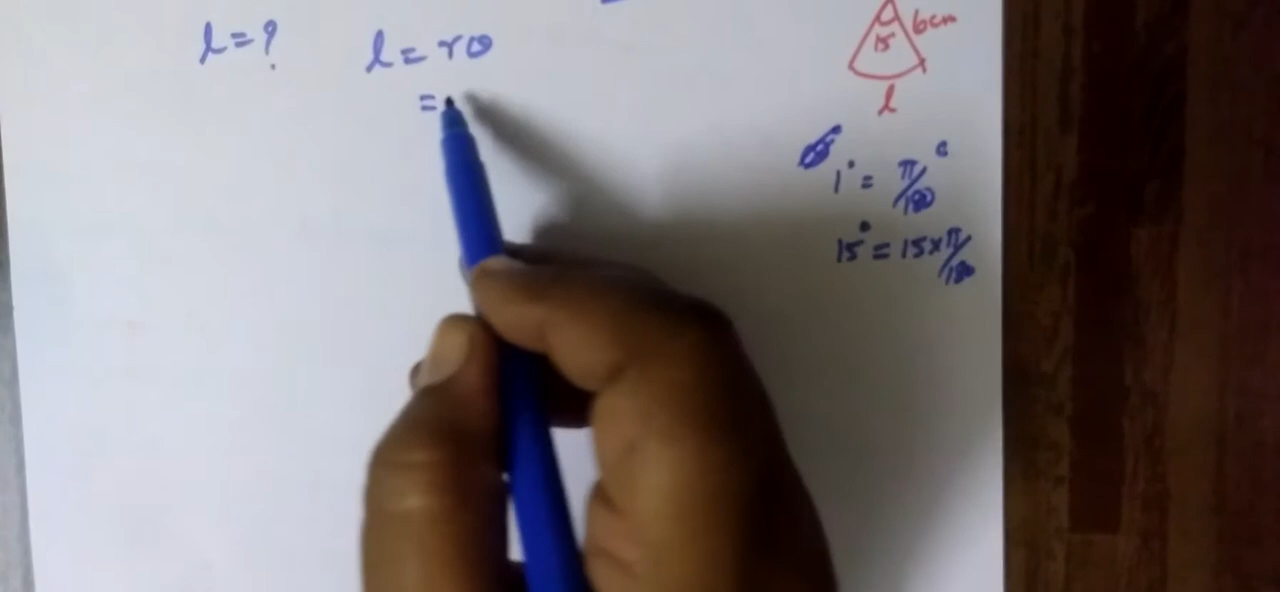 l = ? l = rθ
=
15 6cm
l
1° = π/180 ᶜ
15° = 15×π/180